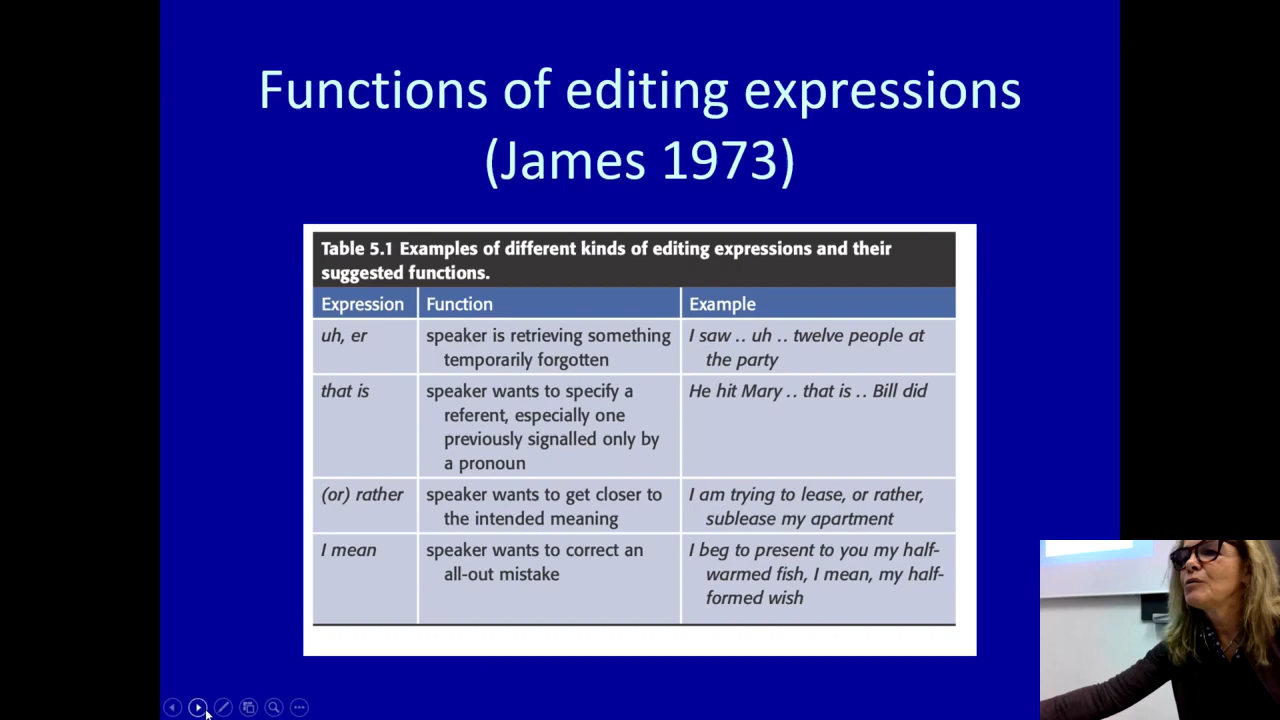 Functions of editing expressions
(James 1973)
Table 5.1 Examples of different kinds of editing expressions and their
suggested functions.
Expression Function Example
uh, er speaker is retrieving something I saw .. uh .. twelve people at
temporarily forgotten the party
that is speaker wants to specify a He hit Mary .. that is .. Bill did
referent, especially one
previously signalled only by
a pronoun
(or) rather speaker wants to get closer to I am trying to lease, or rather,
the intended meaning sublease my apartment
I mean speaker wants to correct an I beg to present to you my half-
all-out mistake warmed fish, I mean, my half-
formed wish